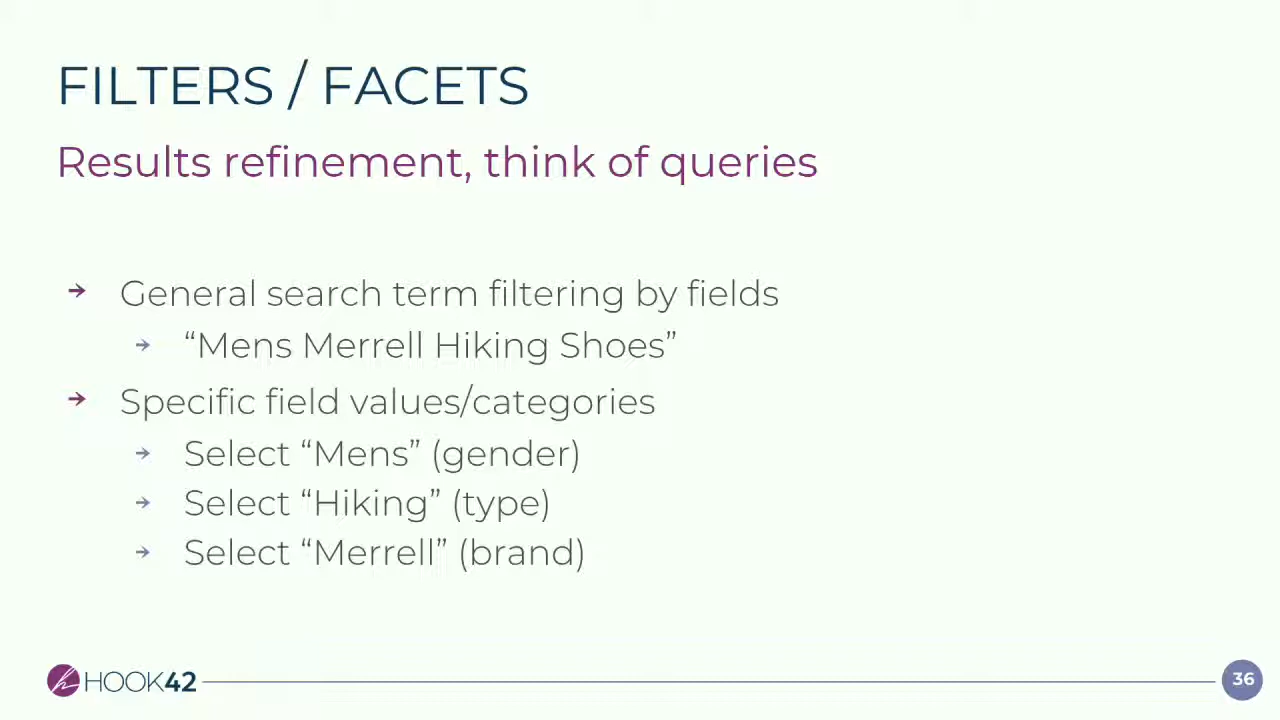 FILTERS / FACETS
Results refinement, think of queries
→ General search term filtering by fields
→ “Mens Merrell Hiking Shoes”
→ Specific field values/categories
→ Select “Mens” (gender)
→ Select “Hiking” (type)
→ Select “Merrell” (brand)
HOOK42
36